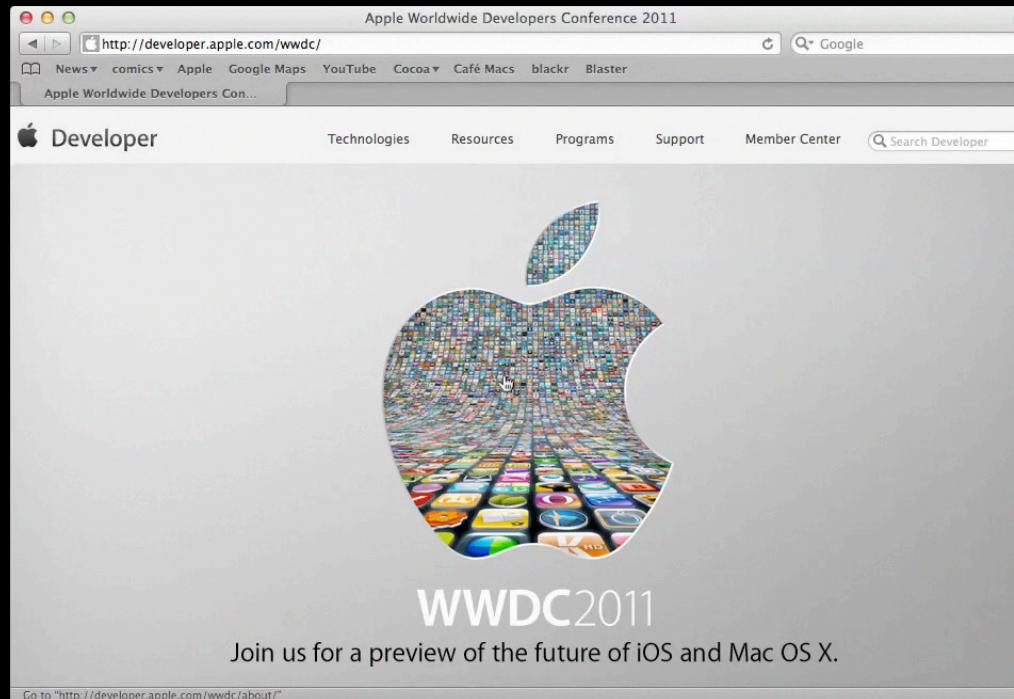 Apple Worldwide Developers Conference 2011
http://developer.apple.com/wwdc/
Google
News comics Apple Google Maps YouTube Cocoa Café Macs blackr Blaster
Apple Worldwide Developers Con...
Developer Technologies Resources Programs Support Member Center Search Developer
HD
WWDC2011
Join us for a preview of the future of iOS and Mac OS X.
Go to "http://developer.apple.com/wwdc/about/"